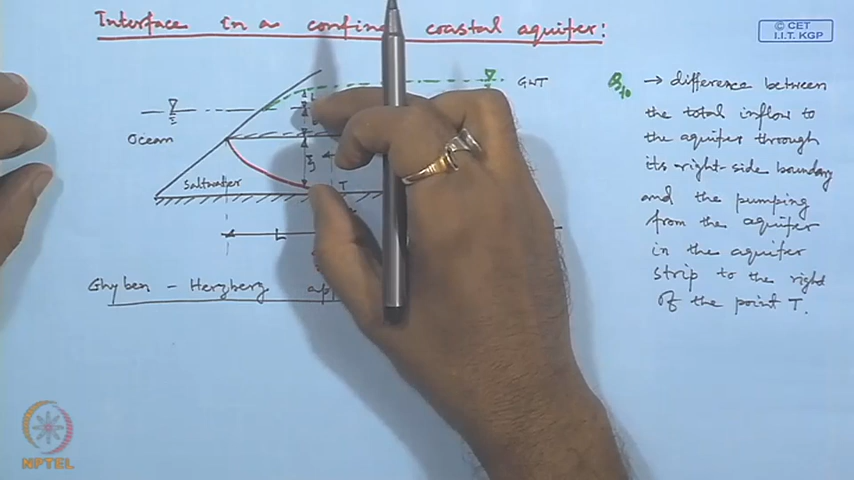 Interface in a confin coastal aquifer:
© CET
I.I.T. KGP
GWT
Ocean
Saltwater
T
L
Ghyben - Herzberg ap
→ difference between
the total inflow to
the aquifer through
its right-side boundary
and the pumping
from the aquifer
in the aquifer
strip to the right
of the point T.
NPTEL